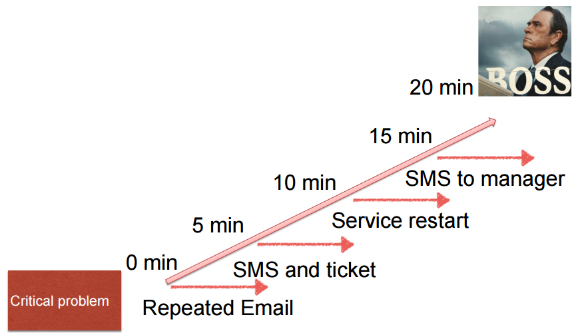 BOSS
20 min
15 min
SMS to manager
10 min
Service restart
5 min
SMS and ticket
0 min
Critical problem
Repeated Email